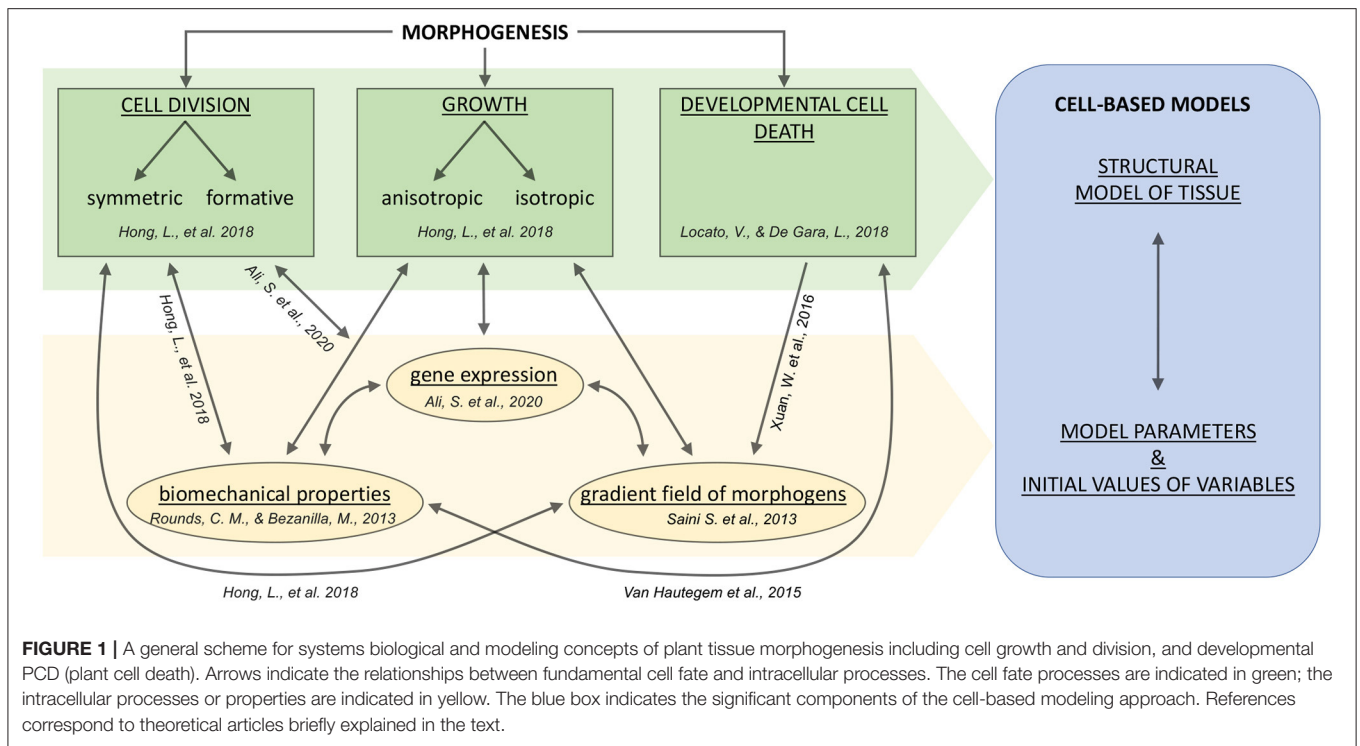 MORPHOGENESIS
CELL DIVISION
symmetric formative
Hong, L., et al. 2018
GROWTH
anisotropic isotropic
Hong, L., et al. 2018
DEVELOPMENTAL CELL
DEATH
Locato, V., & De Gara, L., 2018
CELL-BASED MODELS
STRUCTURAL
MODEL OF TISSUE
MODEL PARAMETERS
&
INITIAL VALUES OF VARIABLES
Hong, L., et al. 2018
Ali, S. et al., 2020
Xuan, W. et al., 2016
gene expression
Ali, S. et al., 2020
biomechanical properties
Rounds, C. M., & Bezanilla, M., 2013
gradient field of morphogens
Saini S. et al., 2013
Hong, L., et al. 2018
Van Hautegem et al., 2015
FIGURE 1 | A general scheme for systems biological and modeling concepts of plant tissue morphogenesis including cell growth and division, and developmental
PCD (plant cell death). Arrows indicate the relationships between fundamental cell fate and intracellular processes. The cell fate processes are indicated in green; the
intracellular processes or properties are indicated in yellow. The blue box indicates the significant components of the cell-based modeling approach. References
correspond to theoretical articles briefly explained in the text.